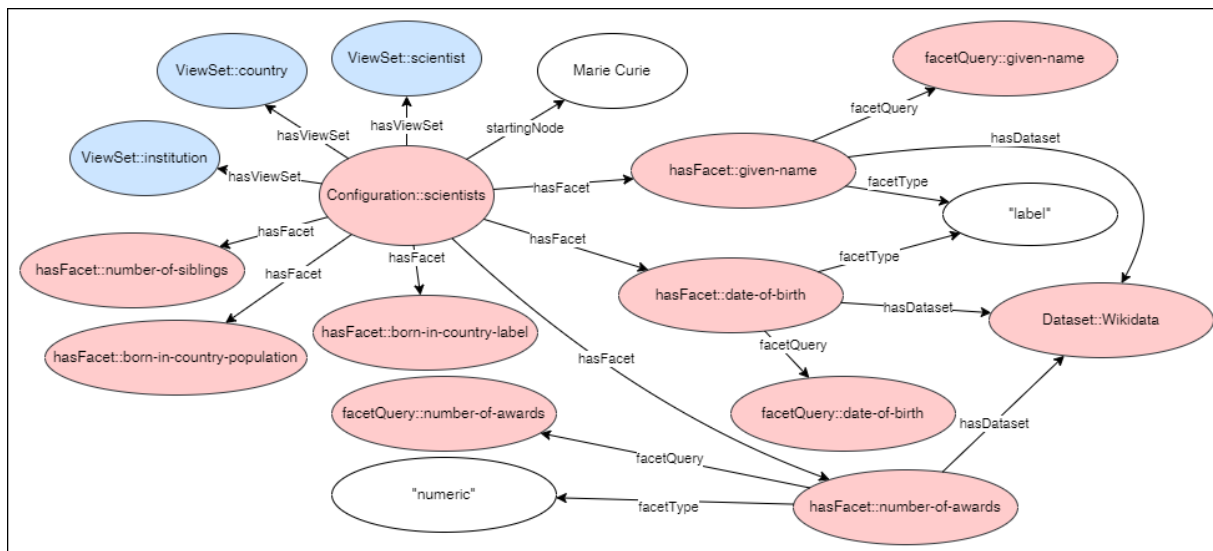 ViewSet::scientist
facetQuery::given-name
ViewSet::country
Marie Curie
facetQuery
hasViewSet
startingNode
hasViewSet
hasDataset
ViewSet::institution
hasViewSet
hasFacet::given-name
Configuration::scientists
hasFacet
facetType
"label"
hasFacet
hasFacet
hasFacet
facetType
hasFacet::number-of-siblings
hasFacet
hasFacet::date-of-birth
hasDataset
Dataset::Wikidata
hasFacet::born-in-country-label
hasFacet::born-in-country-population
hasFacet
facetQuery
facetQuery::number-of-awards
facetQuery::date-of-birth
hasDataset
facetQuery
"numeric"
facetType
hasFacet::number-of-awards